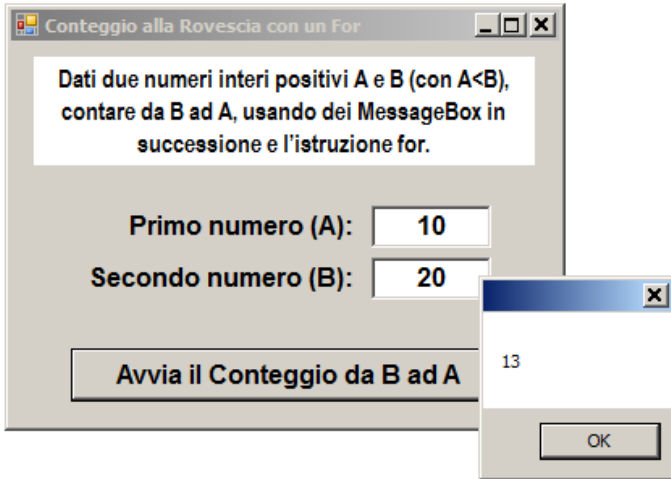 Conteggio alla Rovescia con un For
Dati due numeri interi positivi A e B (con A<B),
contare da B ad A, usando dei MessageBox in
successione e l'istruzione for.
Primo numero (A): 10
Secondo numero (B): 20
Avvia il Conteggio da B ad A
13
OK